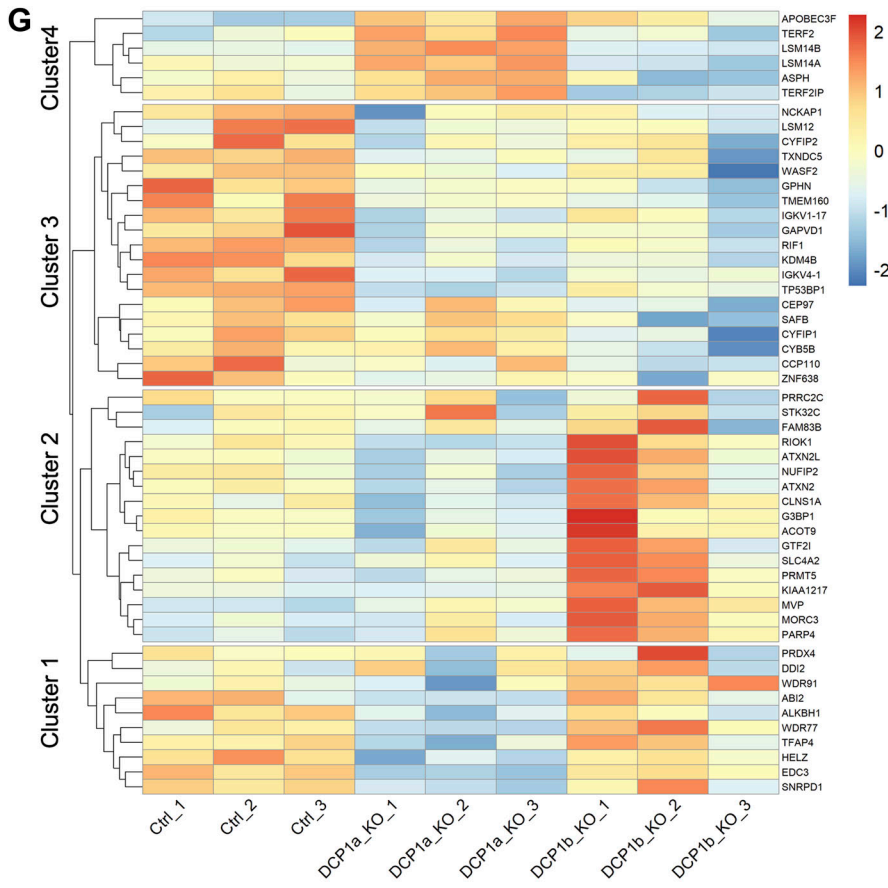 G
Cluster4
APOBEC3F
TERF2
LSM14B
LSM14A
ASPH
TERF2IP
Cluster 3
NCKAP1
LSM12
CYFIP2
TXNDC5
WASF2
GPHN
TMEM160
IGKV1-17
GAPVD1
RIF1
KDM4B
IGKV4-1
TP53BP1
CEP97
SAFB
CYFIP1
CYB5B
CCP110
ZNF638
Cluster 2
PRRC2C
STK32C
FAM83B
RIOK1
ATXN2L
NUFIP2
ATXN2
CLNS1A
G3BP1
ACOT9
GTF2I
SLC4A2
PRMT5
KIAA1217
MVP
MORC3
PARP4
Cluster 1
PRDX4
DDI2
WDR91
ABI2
ALKBH1
WDR77
TFAP4
HELZ
EDC3
SNRPD1
Ctrl_1
Ctrl_2
Ctrl_3
DCP1a_KO_1
DCP1a_KO_2
DCP1a_KO_3
DCP1b_KO_1
DCP1b_KO_2
DCP1b_KO_3
2
1
0
-1
-2